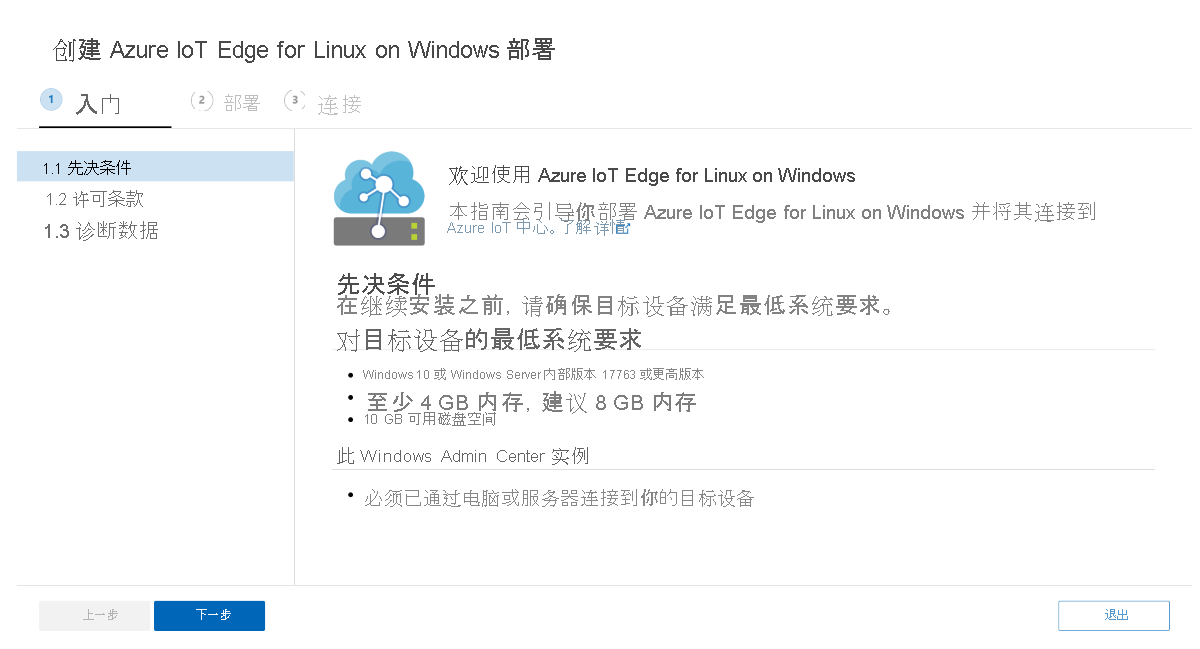 创建 Azure IoT Edge for Linux on Windows 部署
1 入门 2 部署 3 连接
1.1 先决条件
1.2 许可条款
1.3 诊断数据
欢迎使用 Azure IoT Edge for Linux on Windows
本指南会引导你部署 Azure IoT Edge for Linux on Windows 并将其连接到
Azure IoT 中心。了解详情
先决条件
在继续安装之前, 请确保目标设备满足最低系统要求。
对目标设备的最低系统要求
• Windows 10 或 Windows Server 内部版本 17763 或更高版本
• 至少 4 GB 内存, 建议 8 GB 内存
• 10 GB 可用磁盘空间
此 Windows Admin Center 实例
• 必须已通过电脑或服务器连接到你的目标设备
上一步 下一步 退出